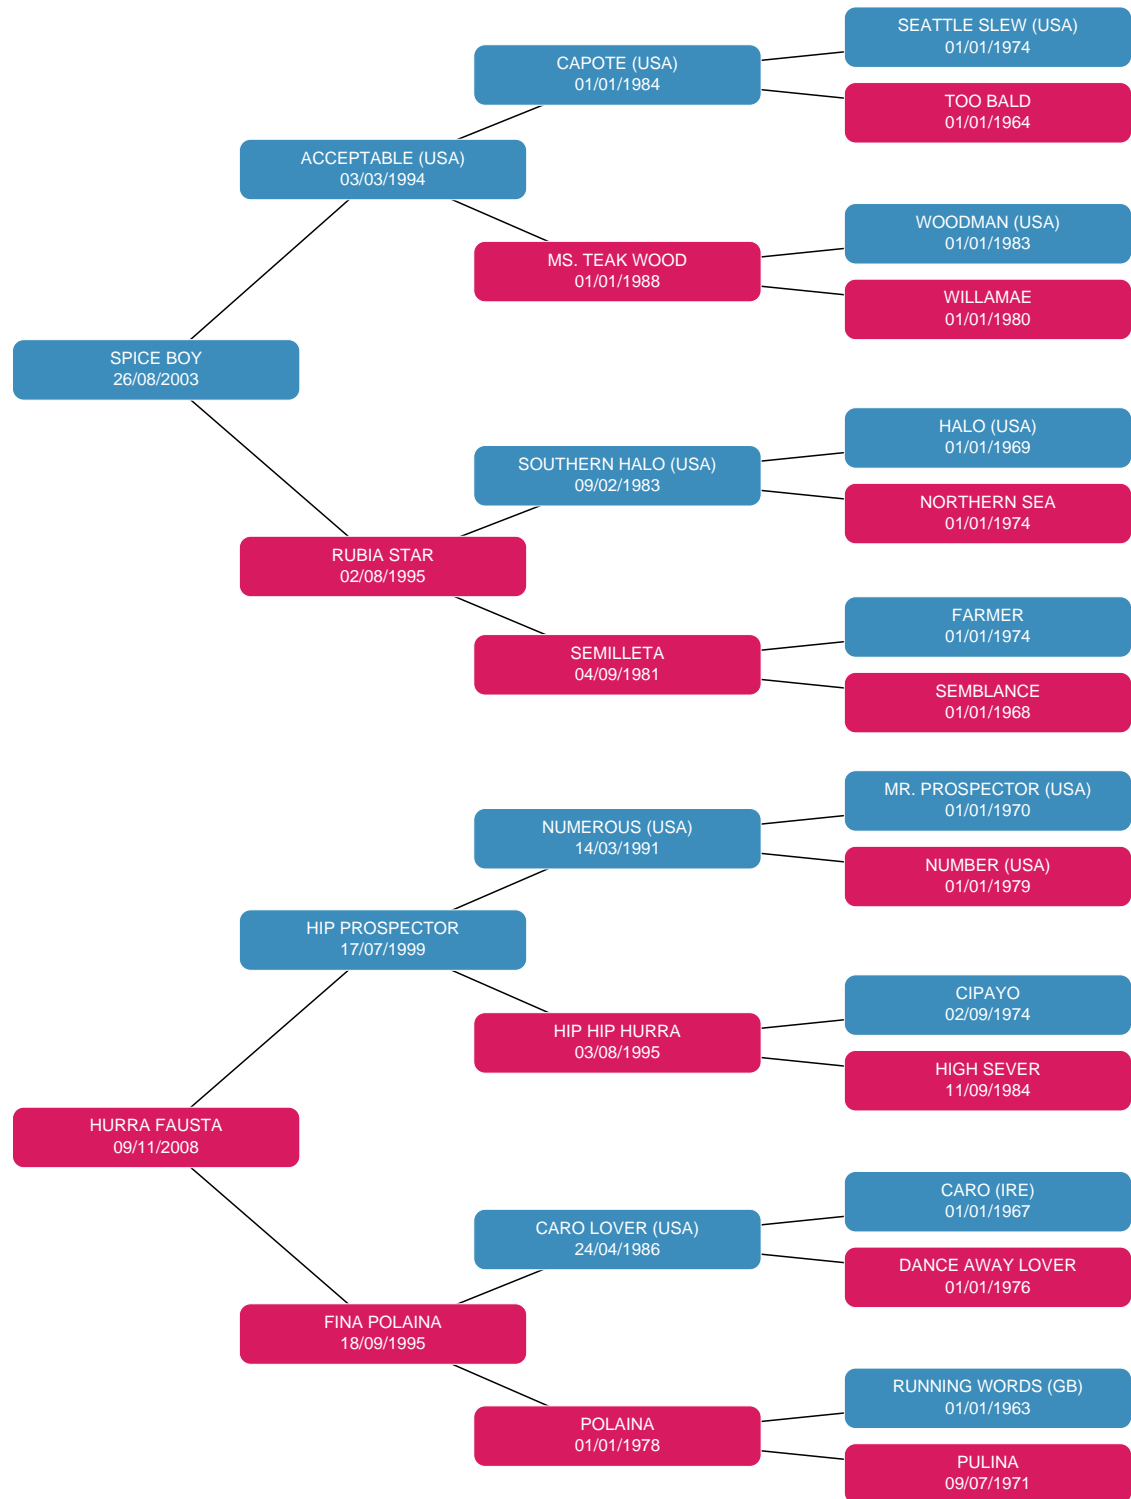 SEATTLE SLEW (USA)
01/01/1974
CAPOTE (USA)
01/01/1984
TOO BALD
01/01/1964
ACCEPTABLE (USA)
03/03/1994
WOODMAN (USA)
01/01/1983
MS. TEAK WOOD
01/01/1988
WILLAMAE
01/01/1980
SPICE BOY
26/08/2003
HALO (USA)
01/01/1969
SOUTHERN HALO (USA)
09/02/1983
NORTHERN SEA
01/01/1974
RUBIA STAR
02/08/1995
FARMER
01/01/1974
SEMILLETA
04/09/1981
SEMBLANCE
01/01/1968
MR. PROSPECTOR (USA)
01/01/1970
NUMEROUS (USA)
14/03/1991
NUMBER (USA)
01/01/1979
HIP PROSPECTOR
17/07/1999
CIPAYO
02/09/1974
HIP HIP HURRA
03/08/1995
HIGH SEVER
11/09/1984
HURRA FAUSTA
09/11/2008
CARO (IRE)
01/01/1967
CARO LOVER (USA)
24/04/1986
DANCE AWAY LOVER
01/01/1976
FINA POLAINA
18/09/1995
RUNNING WORDS (GB)
01/01/1963
POLAINA
01/01/1978
PULINA
09/07/1971